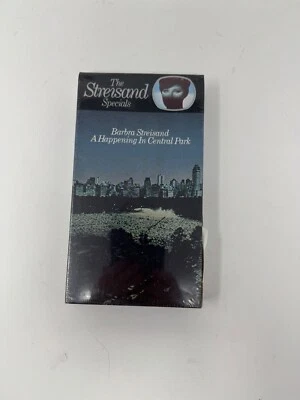 The
Streisand
Specials
Barbra Streisand
A Happening In Central Park